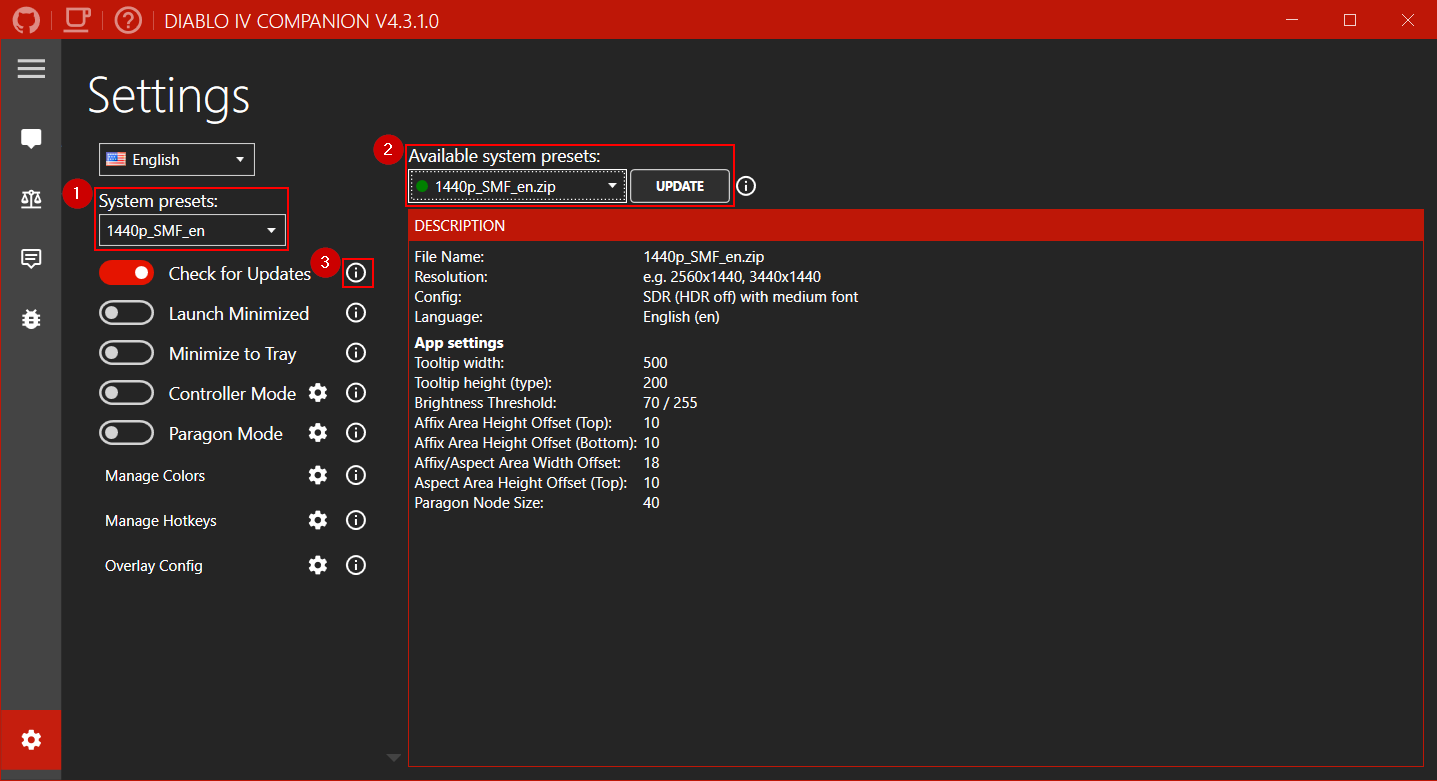 DIABLO IV COMPANION V4.3.1.0
Settings
English
1
System presets:
1440p_SMF_en
Check for Updates
3
Launch Minimized
Minimize to Tray
Controller Mode
Paragon Mode
Manage Colors
Manage Hotkeys
Overlay Config
2
Available system presets:
1440p_SMF_en.zip UPDATE
DESCRIPTION
File Name: 1440p_SMF_en.zip
Resolution: e.g. 2560x1440, 3440x1440
Config: SDR (HDR off) with medium font
Language: English (en)
App settings
Tooltip width: 500
Tooltip height (type): 200
Brightness Threshold: 70 / 255
Affix Area Height Offset (Top): 10
Affix Area Height Offset (Bottom): 10
Affix/Aspect Area Width Offset: 18
Aspect Area Height Offset (Top): 10
Paragon Node Size: 40